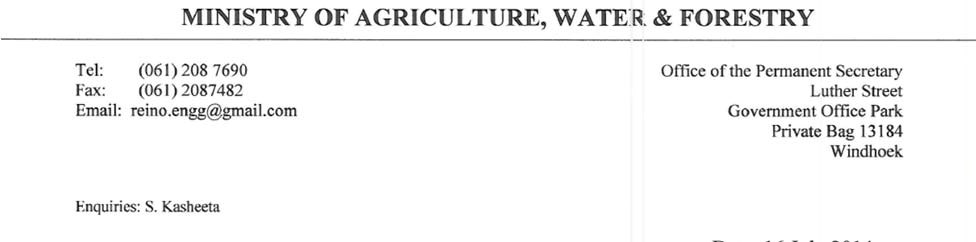 MINISTRY OF AGRICULTURE, WATER & FORESTRY
Tel: (061) 208 7690
Fax: (061) 2087482
Email: reino.engg@gmail.com
Office of the Permanent Secretary
Luther Street
Government Office Park
Private Bag 13184
Windhoek
Enquiries: S. Kasheeta